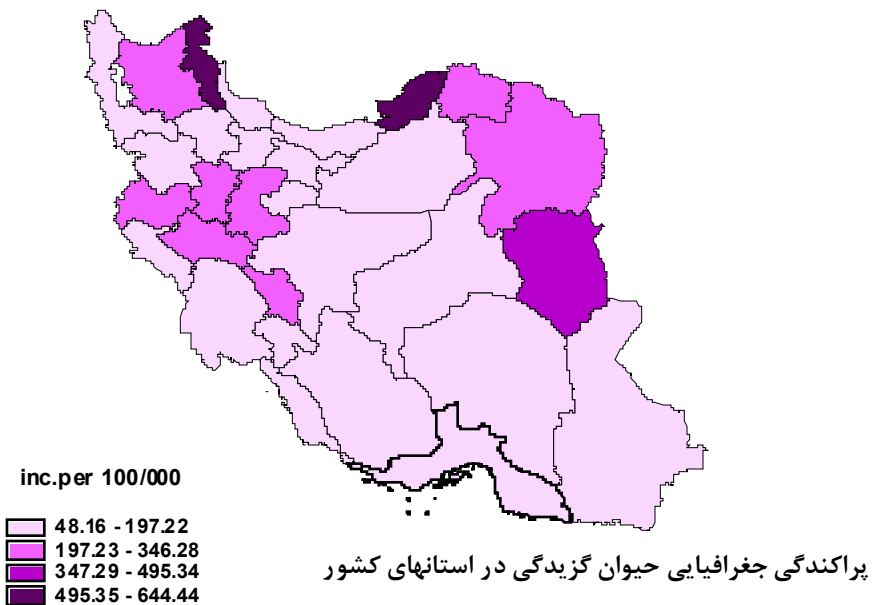 inc.per 100/000
48.16 - 197.22
197.23 - 346.28
347.29 - 495.34
495.35 - 644.44
پراکندگی جغرافیایی حیوان گزیدگی در استانهای کشور